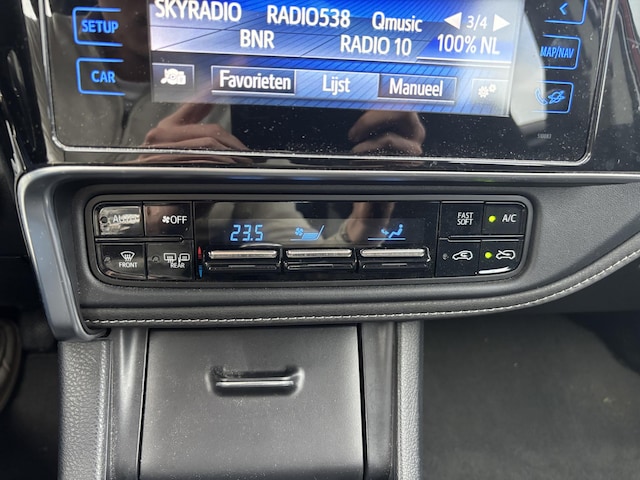 SKYRADIO RADIO538 Qmusic 3/4
BNR RADIO 10 100% NL
Favorieten Lijst Manueel
SETUP
CAR
MAP/NAV
OFF
FRONT
REAR
23.5
FAST
SOFT
A/C